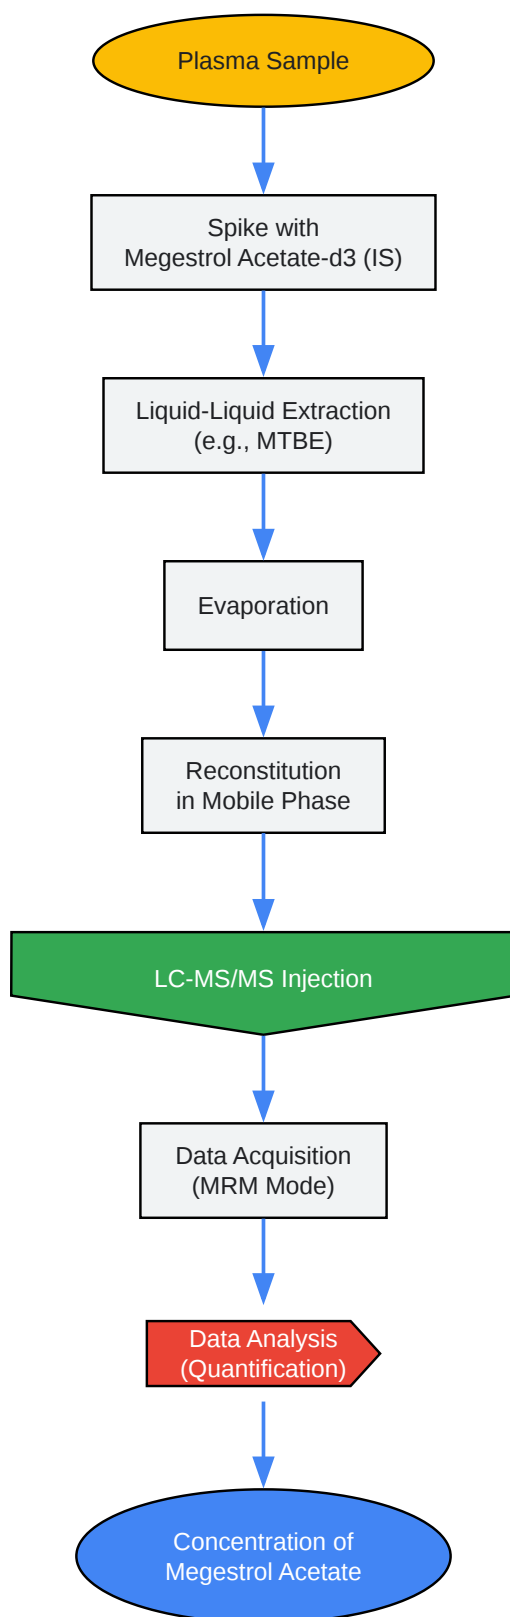 Plasma Sample
Spike with
Megestrol Acetate-d3 (IS)
Liquid-Liquid Extraction
(e.g., MTBE)
Evaporation
Reconstitution
in Mobile Phase
LC-MS/MS Injection
Data Acquisition
(MRM Mode)
Data Analysis
(Quantification)
Concentration of
Megestrol Acetate